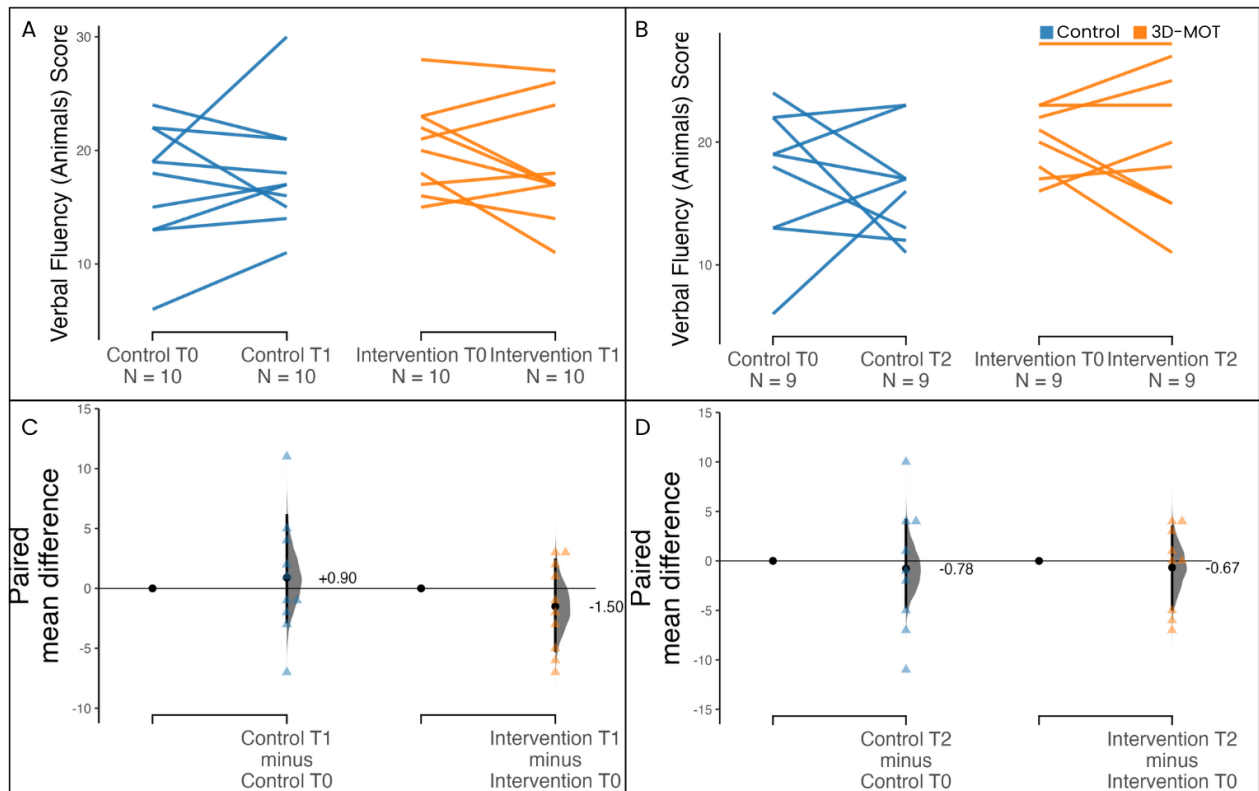 A
Verbal Fluency (Animals) Score
30
20
10
Control T0
N = 10
Control T1
N = 10
Intervention T0
N = 10
Intervention T1
N = 10
B
Control
3D-MOT
Verbal Fluency (Animals) Score
20
10
Control T0
N = 9
Control T2
N = 9
Intervention T0
N = 9
Intervention T2
N = 9
C
Paired
mean difference
15
10
5
0
-5
-10
+0.90
-1.50
Control T1
minus
Control T0
Intervention T1
minus
Intervention T0
D
Paired
mean difference
15
10
5
0
-5
-10
-15
-0.78
-0.67
Control T2
minus
Control T0
Intervention T2
minus
Intervention T0